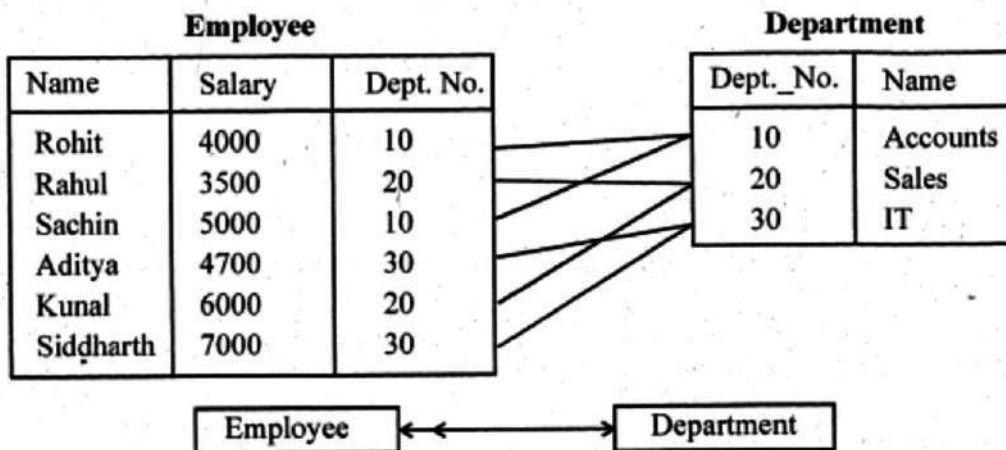 Employee Department
Name Salary Dept. No. Dept._No. Name
Rohit 4000 10 10 Accounts
Rahul 3500 20 20 Sales
Sachin 5000 10 30 IT
Aditya 4700 30
Kunal 6000 20
Siddharth 7000 30
Employee Department